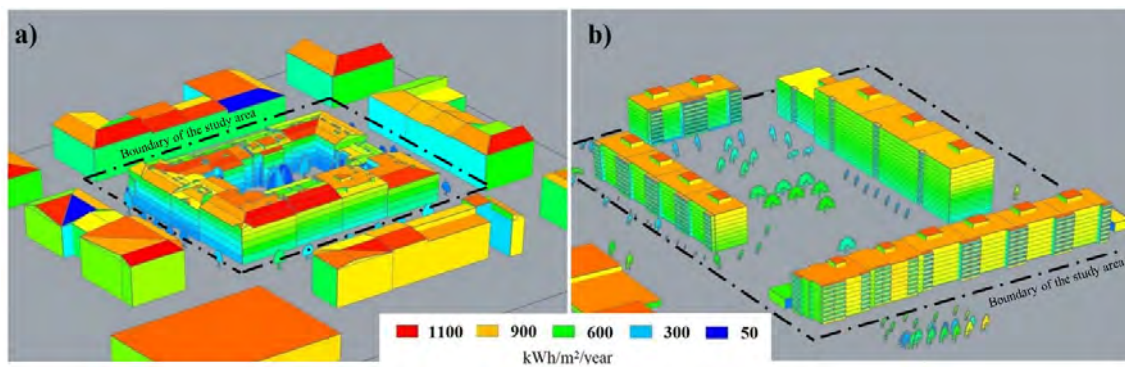 a)
b)
Boundary of the study area
Boundary of the study area
1100 900 600 300 50
kWh/m²/year